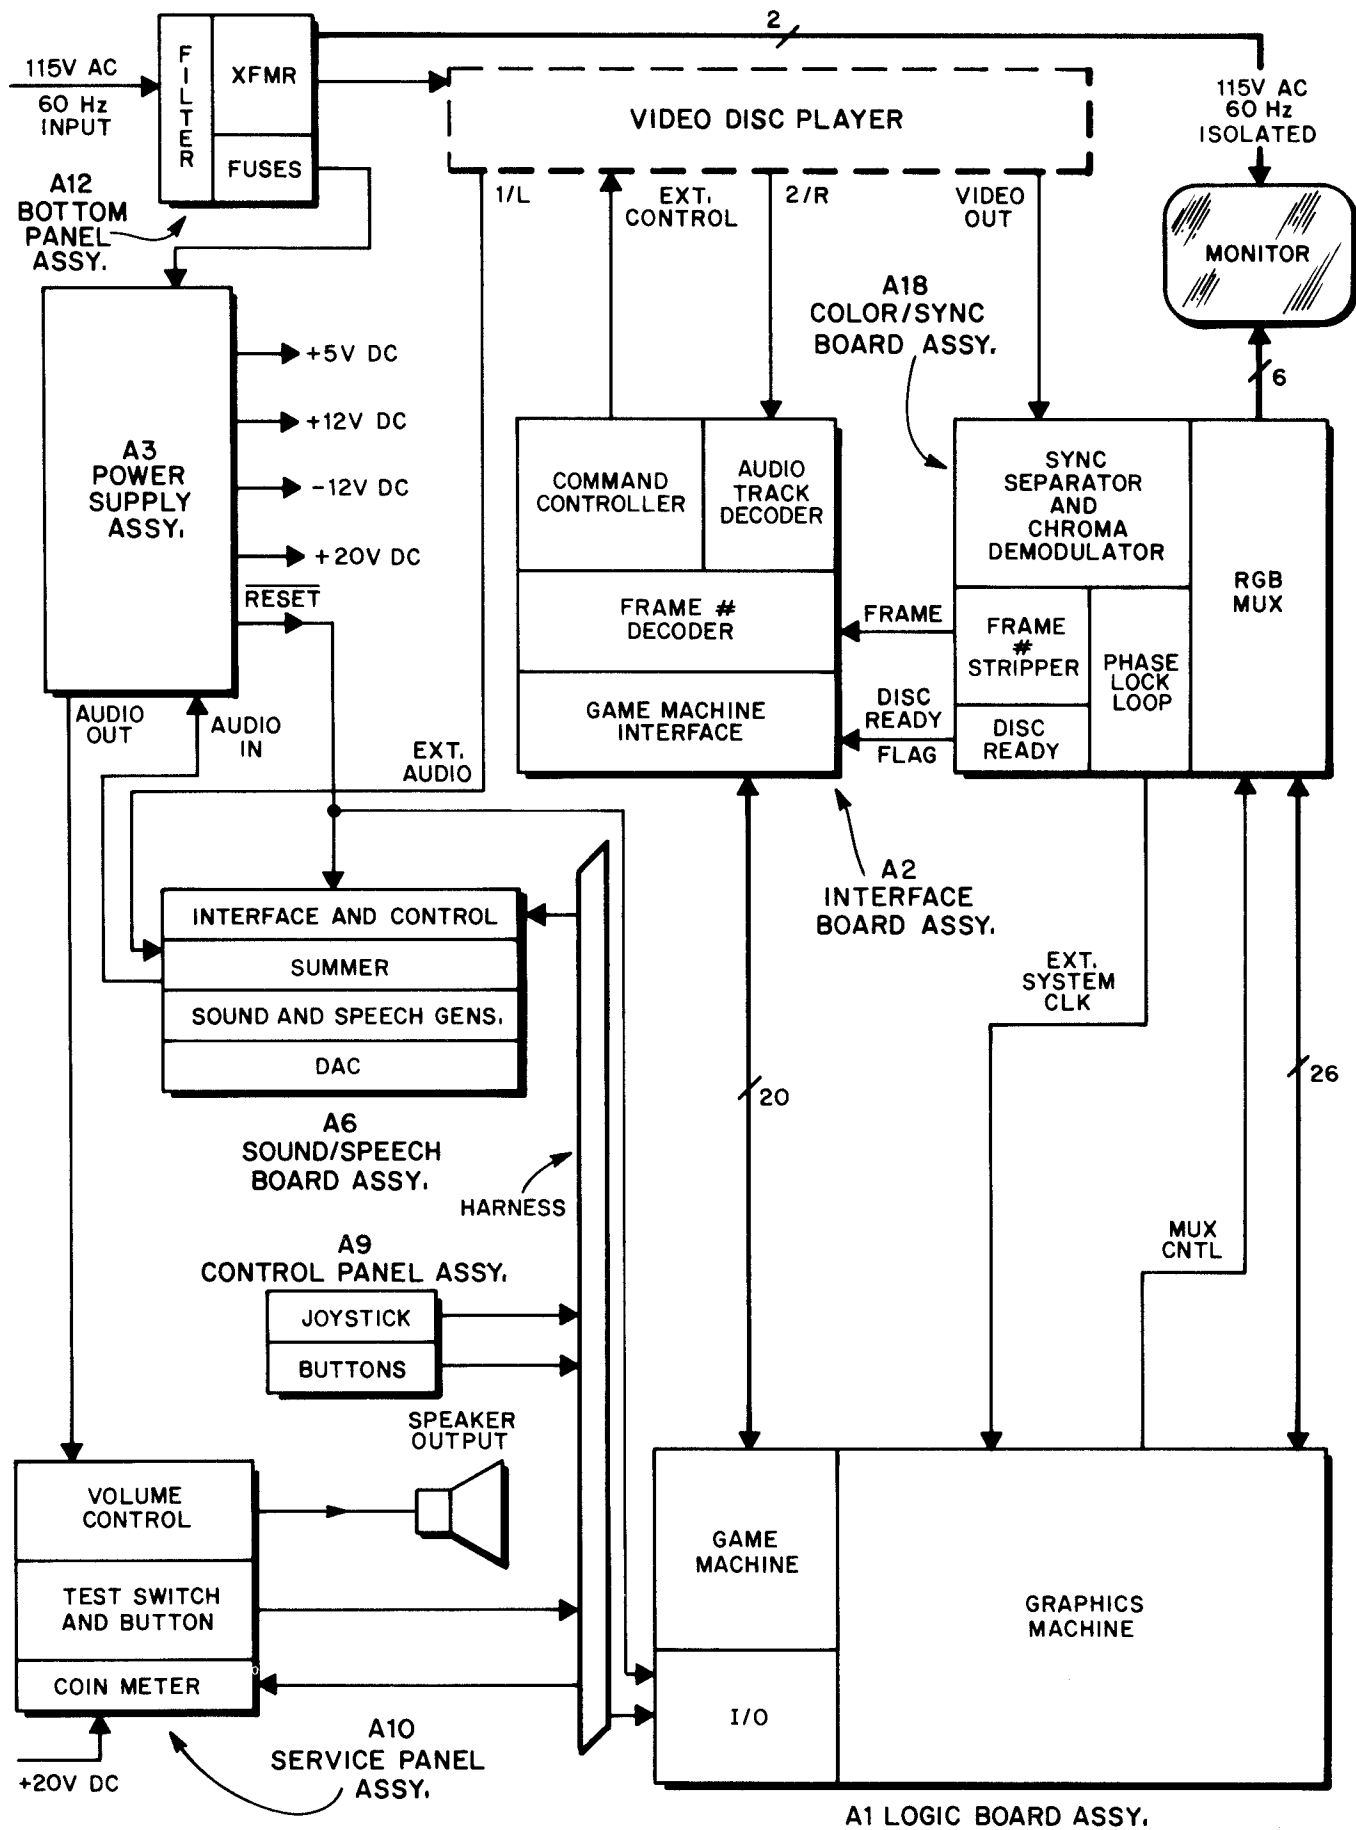 2
FILTER
XFMR
FUSES
115V AC
60 Hz
INPUT
VIDEO DISC PLAYER
115V AC
60 Hz
ISOLATED
A12
BOTTOM
PANEL
ASSY.
1/L
EXT.
CONTROL
2/R
VIDEO
OUT
MONITOR
A18
COLOR/SYNC
BOARD ASSY.
6
A3
POWER
SUPPLY
ASSY.
+5V DC
+12V DC
-12V DC
+20V DC
RESET
COMMAND
CONTROLLER
AUDIO
TRACK
DECODER
FRAME #
DECODER
GAME MACHINE
INTERFACE
FRAME
DISC
READY
FLAG
SYNC
SEPARATOR
AND
CHROMA
DEMODULATOR
RGB
MUX
FRAME
#
STRIPPER
PHASE
LOCK
LOOP
DISC
READY
AUDIO
OUT
AUDIO
IN
EXT.
AUDIO
A2
INTERFACE
BOARD ASSY.
INTERFACE AND CONTROL
SUMMER
SOUND AND SPEECH GENS.
DAC
EXT.
SYSTEM
CLK
20
26
A6
SOUND/SPEECH
BOARD ASSY.
HARNESS
MUX
CNTL
A9
CONTROL PANEL ASSY.
JOYSTICK
BUTTONS
SPEAKER
OUTPUT
VOLUME
CONTROL
TEST SWITCH
AND BUTTON
COIN METER
GAME
MACHINE
GRAPHICS
MACHINE
I/O
+20V DC
A10
SERVICE PANEL
ASSY.
A1 LOGIC BOARD ASSY.